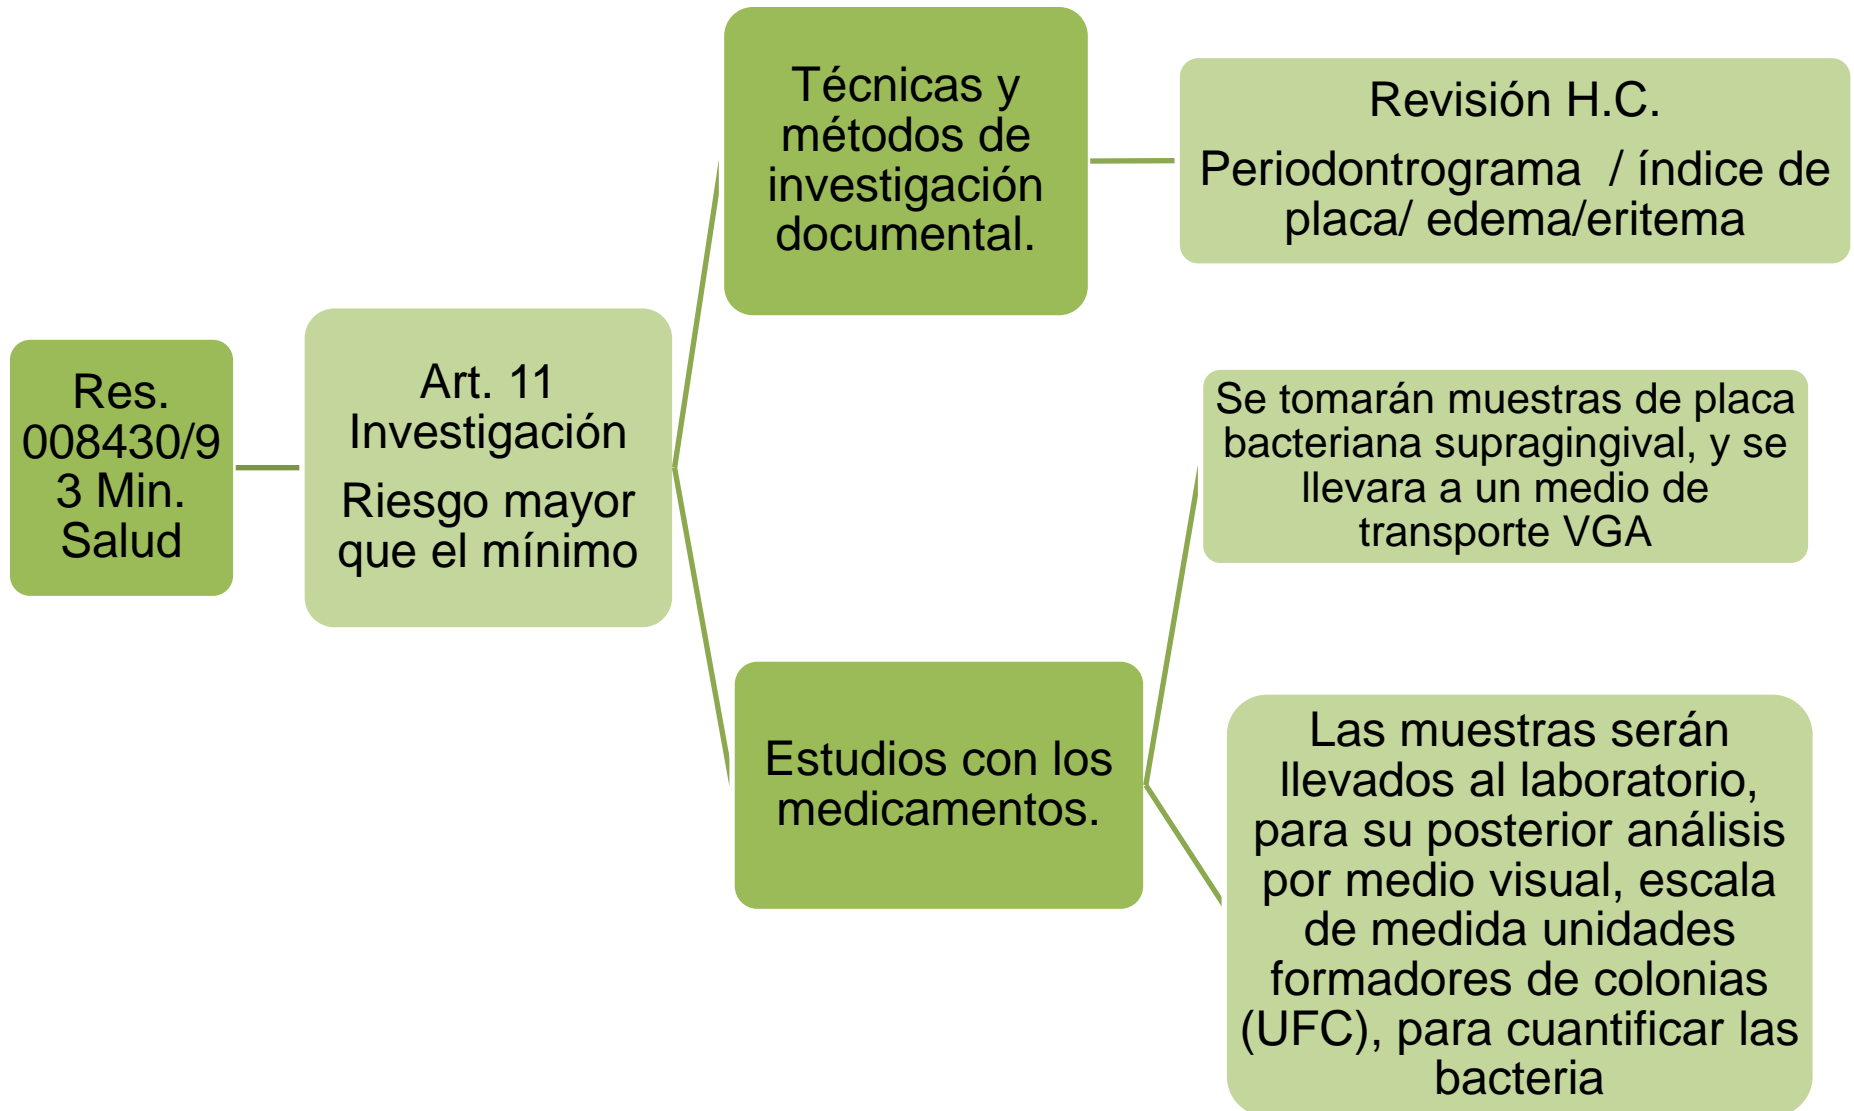 Res.
008430/9
3 Min.
Salud
Art. 11
Investigación
Riesgo mayor
que el mínimo
Técnicas y
métodos de
investigación
documental.
Revisión H.C.
Periodontrograma / índice de
placa/ edema/eritema
Estudios con los
medicamentos.
Se tomarán muestras de placa
bacteriana supragingival, y se
llevara a un medio de
transporte VGA
Las muestras serán
llevados al laboratorio,
para su posterior análisis
por medio visual, escala
de medida unidades
formadores de colonias
(UFC), para cuantificar las
bacteria